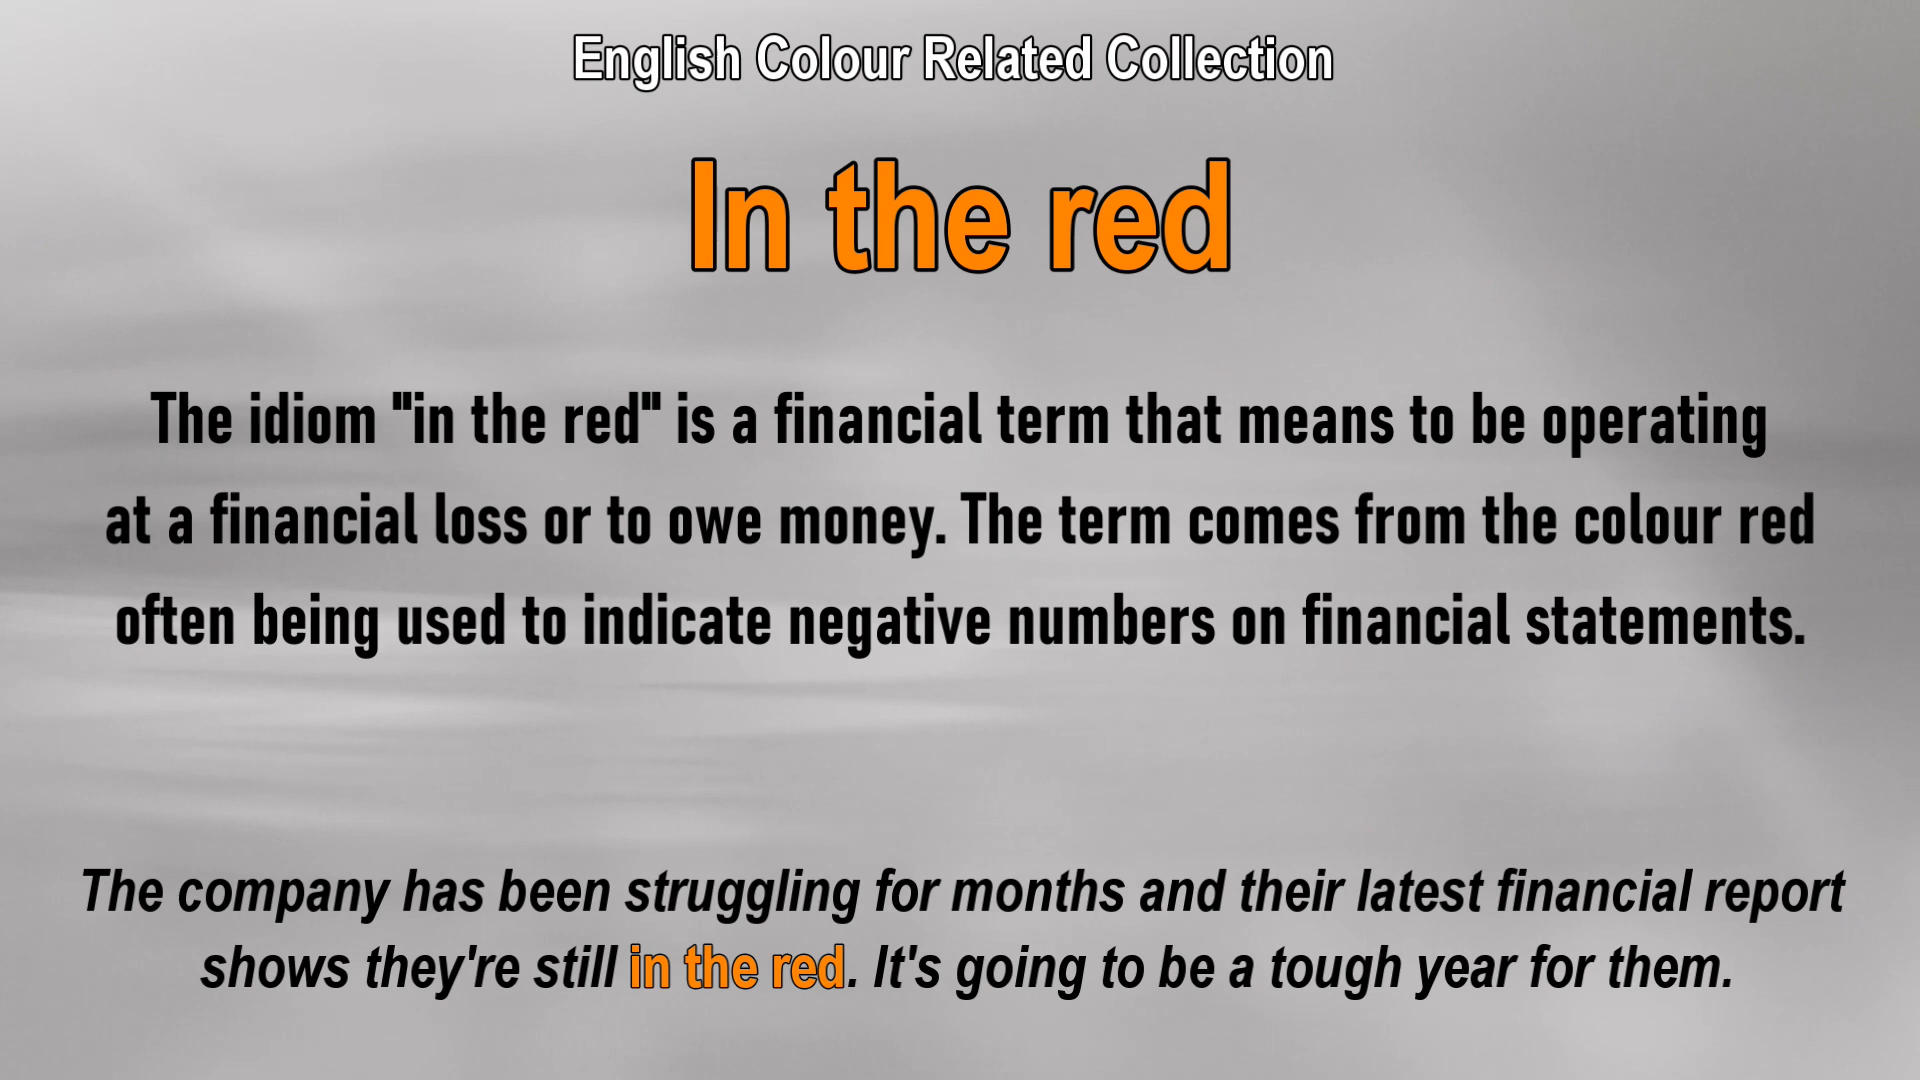 English Colour Related Collection
In the red
The idiom "in the red" is a financial term that means to be operating
at a financial loss or to owe money. The term comes from the colour red
often being used to indicate negative numbers on financial statements.
The company has been struggling for months and their latest financial report
shows they're still in the red. It's going to be a tough year for them.